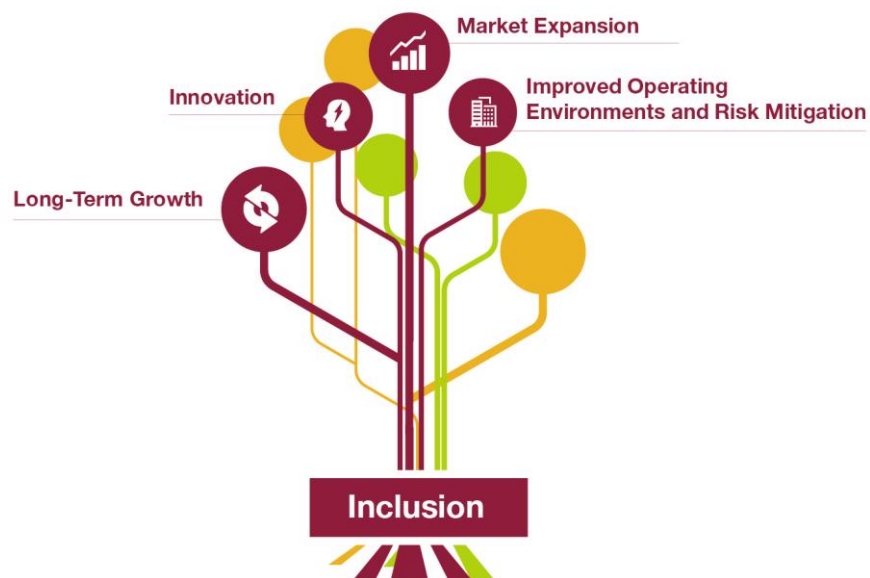 Market Expansion
Innovation
Improved Operating
Environments and Risk Mitigation
Long-Term Growth
Inclusion